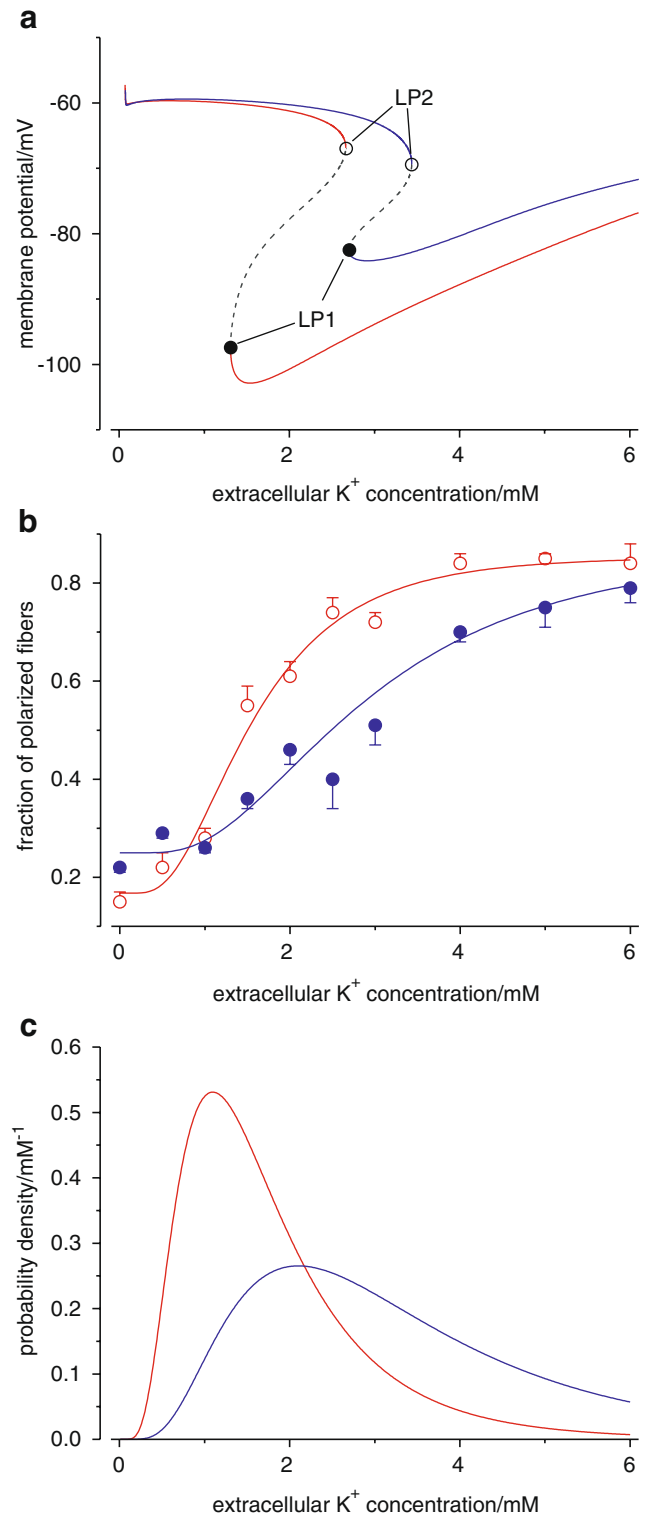 a
membrane potential/mV
-60
-80
-100
LP2
LP1
0 2 4 6
extracellular K⁺ concentration/mM
b
fraction of polarized fibers
0.8
0.6
0.4
0.2
0 2 4 6
extracellular K⁺ concentration/mM
c
probability density/mM⁻¹
0.6
0.5
0.4
0.3
0.2
0.1
0.0
0 2 4 6
extracellular K⁺ concentration/mM